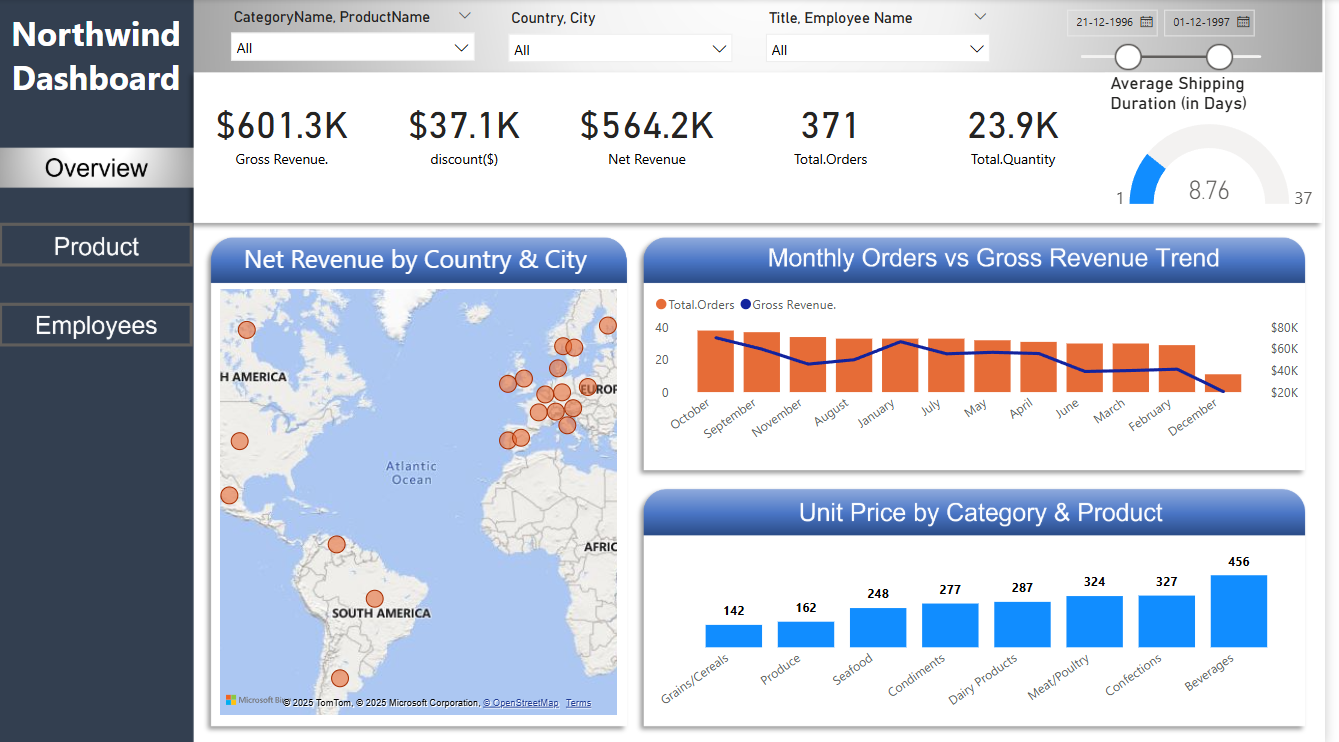 Northwind
Dashboard
Overview
Product
Employees
CategoryName, ProductName
All
Country, City
All
Title, Employee Name
All
21-12-1996
01-12-1997
$601.3K
Gross Revenue.
$37.1K
discount($)
$564.2K
Net Revenue
371
Total.Orders
23.9K
Total.Quantity
Average Shipping
Duration (in Days)
1
8.76
37
Net Revenue by Country & City
H AMERICA
EUROP
Atlantic
Ocean
AFRIC
SOUTH AMERICA
Microsoft Bi
© 2025 TomTom, © 2025 Microsoft Corporation, © OpenStreetMap Terms
Monthly Orders vs Gross Revenue Trend
Total.Orders Gross Revenue.
40
20
0
$80K
$60K
$40K
$20K
October
September
November
August
January
July
May
April
June
March
February
December
Unit Price by Category & Product
142
162
248
277
287
324
327
456
Grains/Cereals
Produce
Seafood
Condiments
Dairy Products
Meat/Poultry
Confections
Beverages